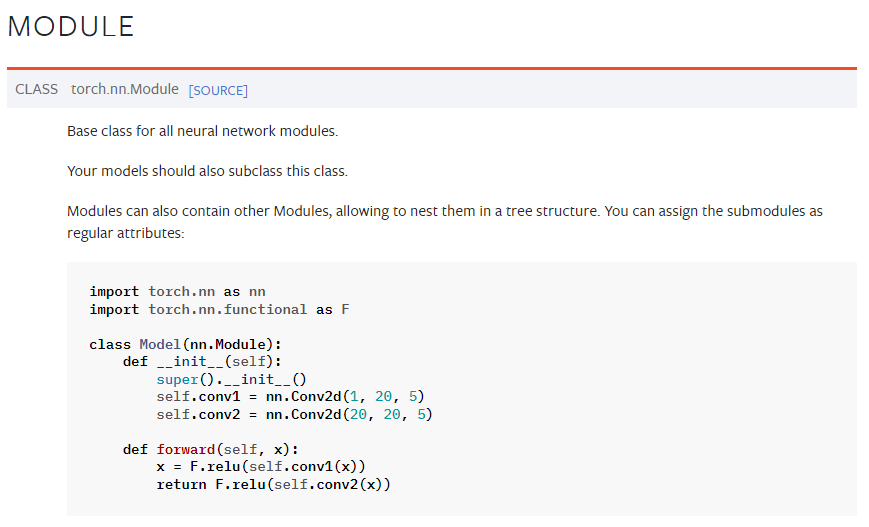 MODULE
CLASS torch.nn.Module [SOURCE]
Base class for all neural network modules.
Your models should also subclass this class.
Modules can also contain other Modules, allowing to nest them in a tree structure. You can assign the submodules as
regular attributes:
import torch.nn as nn
import torch.nn.functional as F
class Model(nn.Module):
    def __init__(self):
        super().__init__()
        self.conv1 = nn.Conv2d(1, 20, 5)
        self.conv2 = nn.Conv2d(20, 20, 5)
    def forward(self, x):
        x = F.relu(self.conv1(x))
        return F.relu(self.conv2(x))